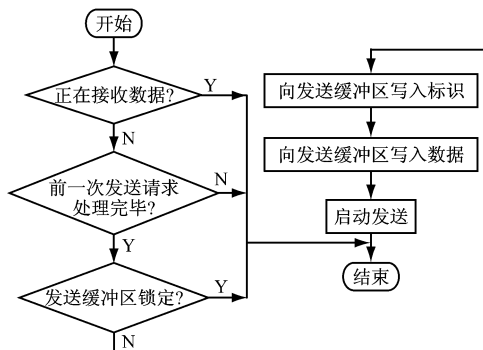 开始
正在接收数据?
Y
N
前一次发送请求
处理完毕?
N
Y
发送缓冲区锁定?
Y
N
向发送缓冲区写入标识
向发送缓冲区写入数据
启动发送
结束